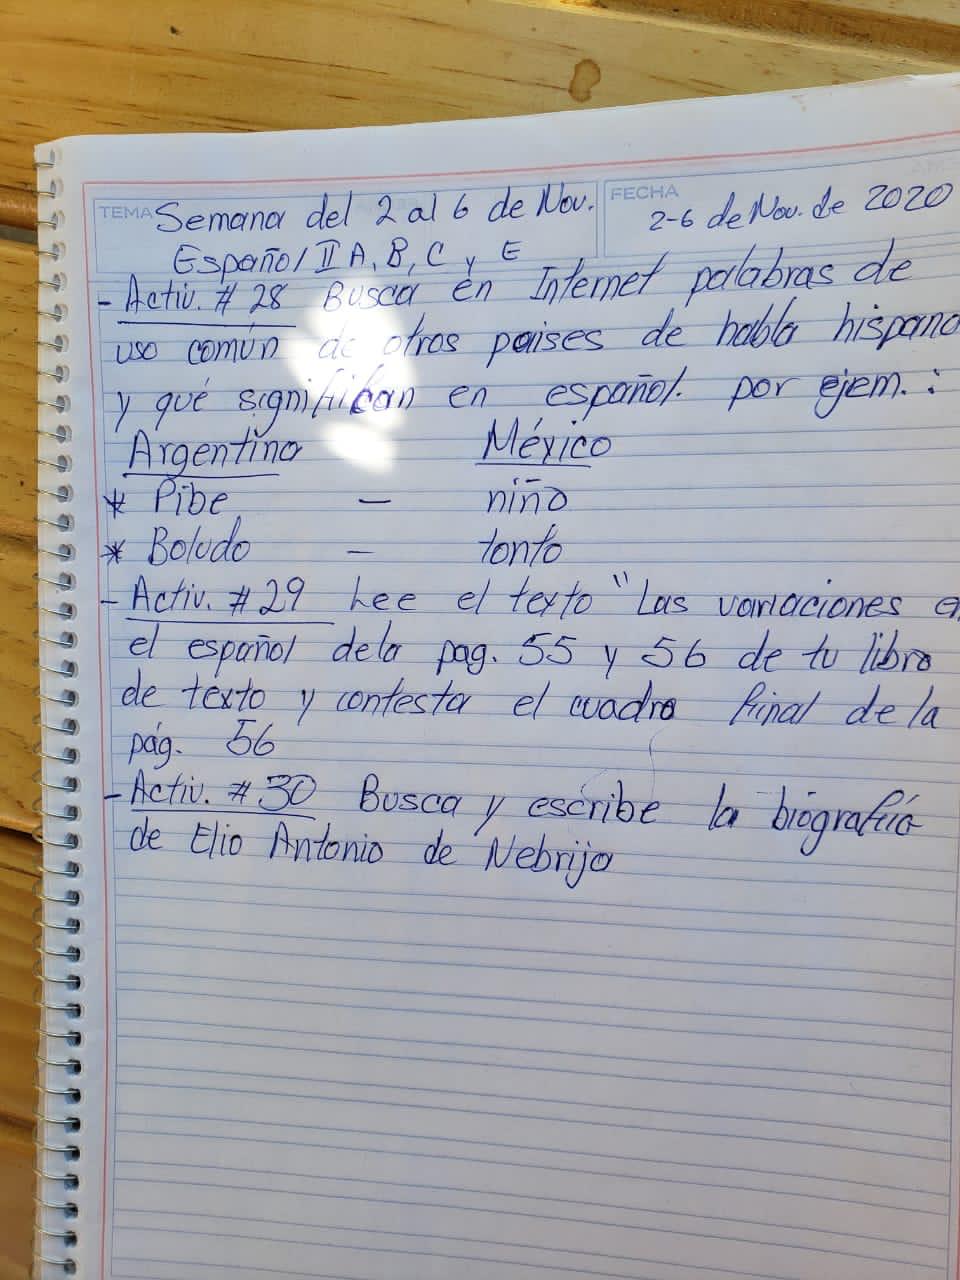 TEMA Semana del 2 al 6 de Nov.
FECHA 2-6 de Nov. de 2020
Español II A, B, C y E
- Activ. # 28 Busca en Internet palabras de
uso común de otros paises de habla hispana
y qué significan en español. por ejem.:
Argentina México
* Pibe — niño
* Boludo — tonto
- Activ. # 29 Lee el texto "Las variaciones en
el español dela pag. 55 y 56 de tu libro
de texto y contesta el cuadro final de la
pág. 56
- Activ. # 30 Busca y escribe la biografía
de Elio Antonio de Nebrija